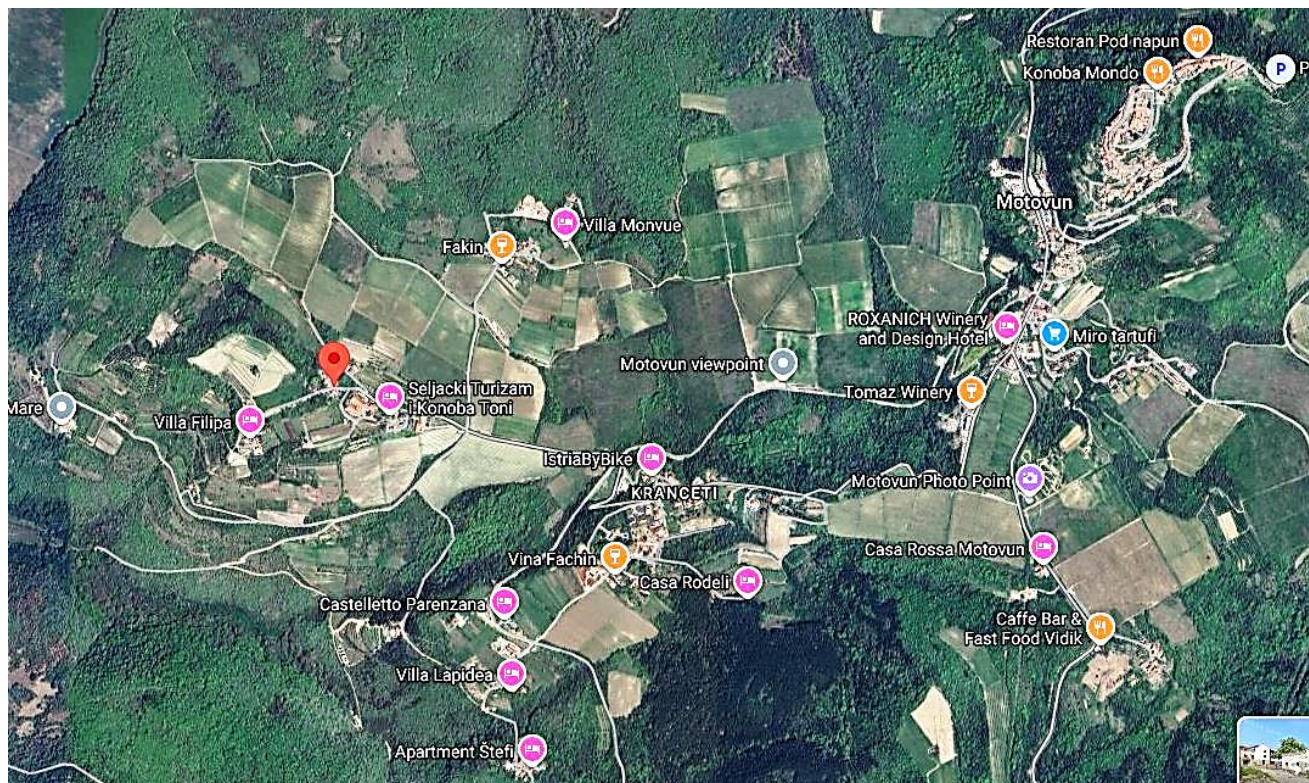 Restoran Pod napun
Konoba Mondo
P
P
Motovun
Villa Monvue
Fakin
ROXANICH Winery
and Design Hotel
Miro tartufi
Motovun viewpoint
Tomaz Winery
Seljacki Turizam
i Konoba Toni
Mare
Villa Filipa
IstriaByBike
KRANCETI
Motovun Photo Point
Vina Fachin
Casa Rossa Motovun
Casa Rodeli
Castelletto Parenzana
Caffe Bar &
Fast Food Vidik
Villa Lapidea
Apartment Štefi